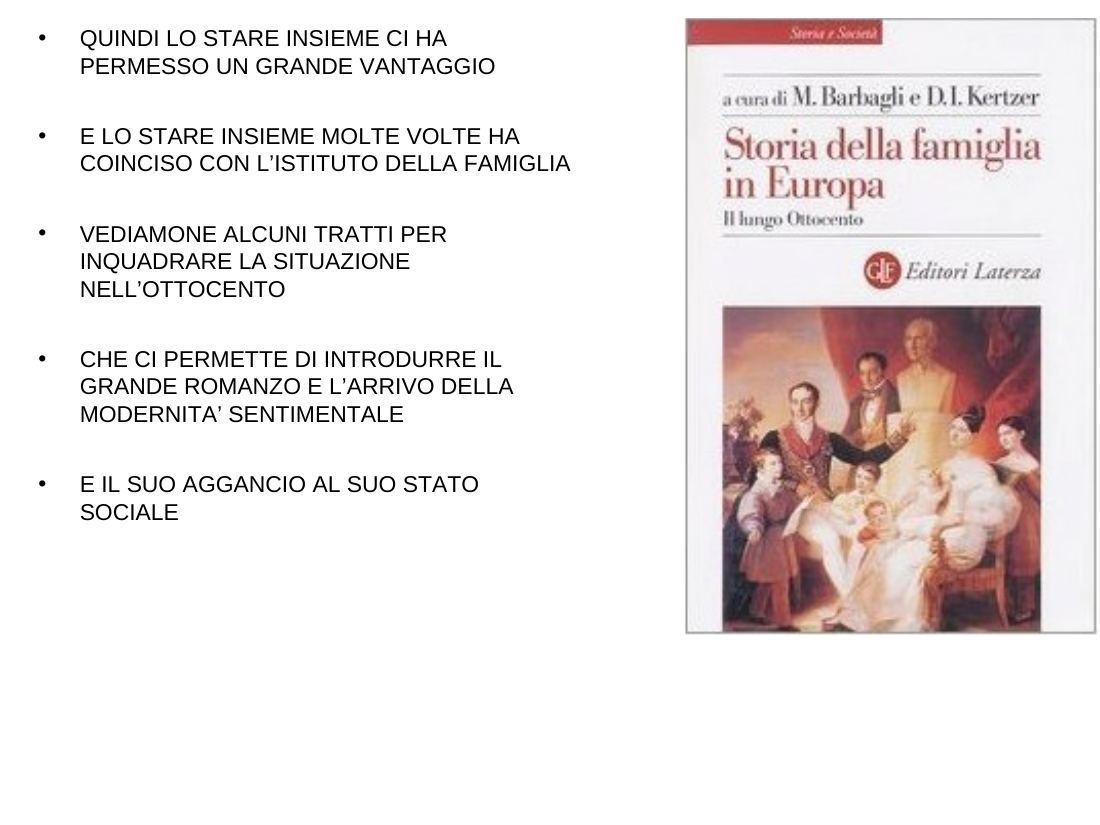 • QUINDI LO STARE INSIEME CI HA
PERMESSO UN GRANDE VANTAGGIO
• E LO STARE INSIEME MOLTE VOLTE HA
COINCISO CON L’ISTITUTO DELLA FAMIGLIA
• VEDIAMONE ALCUNI TRATTI PER
INQUADRARE LA SITUAZIONE
NELL’OTTOCENTO
• CHE CI PERMETTE DI INTRODURRE IL
GRANDE ROMANZO E L’ARRIVO DELLA
MODERNITA’ SENTIMENTALE
• E IL SUO AGGANCIO AL SUO STATO
SOCIALE
Storia e Società
a cura di M. Barbagli e D. I. Kertzer
Storia della famiglia
in Europa
Il lungo Ottocento
GLF Editori Laterza